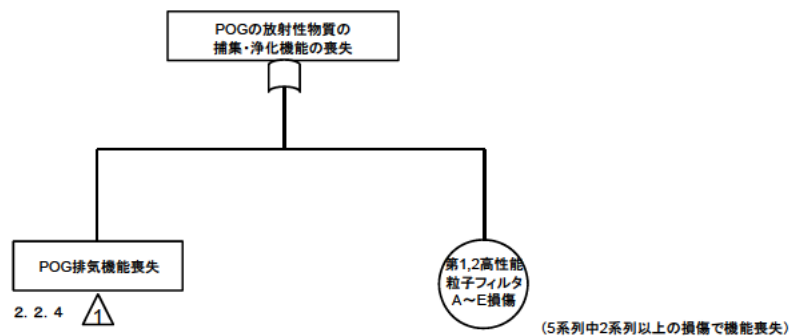 POGの放射性物質の
捕集・浄化機能の喪失
POG排気機能喪失
第1,2高性能
粒子フィルタ
A～E損傷
2．2．4
1
(5系列中2系列以上の損傷で機能喪失)